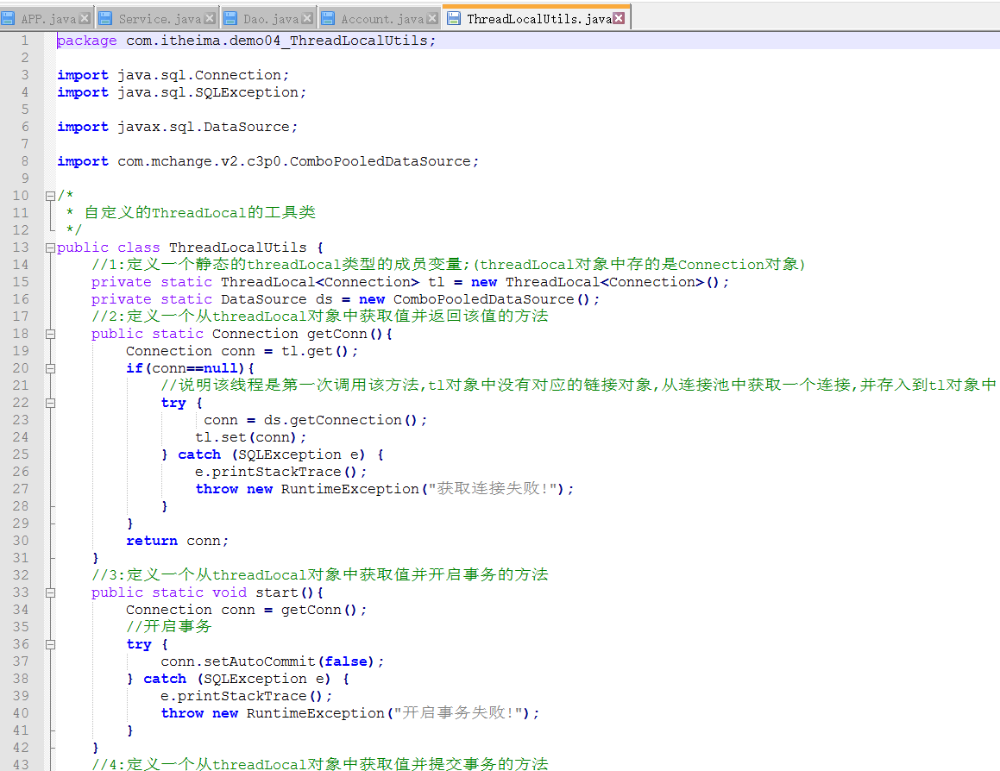 APP.java Service.java Dao.java Account.java ThreadLocalUtils.java
1 package com.itheima.demo04_ThreadLocalUtils;
2
3 import java.sql.Connection;
4 import java.sql.SQLException;
5
6 import javax.sql.DataSource;
7
8 import com.mchange.v2.c3p0.ComboPooledDataSource;
9
10 /*
11  * 自定义的ThreadLocal的工具类
12  */
13 public class ThreadLocalUtils {
14     //1:定义一个静态的threadLocal类型的成员变量;(threadLocal对象中存的是Connection对象)
15     private static ThreadLocal<Connection> tl = new ThreadLocal<Connection>();
16     private static DataSource ds = new ComboPooledDataSource();
17     //2:定义一个从threadLocal对象中获取值并返回该值的方法
18     public static Connection getConn(){
19         Connection conn = tl.get();
20         if(conn==null){
21             //说明该线程是第一次调用该方法,tl对象中没有对应的链接对象,从连接池中获取一个连接,并存入到tl对象中
22             try {
23                  conn = ds.getConnection();
24                 tl.set(conn);
25             } catch (SQLException e) {
26                 e.printStackTrace();
27                 throw new RuntimeException("获取连接失败!");
28             }
29         }
30         return conn;
31     }
32     //3:定义一个从threadLocal对象中获取值并开启事务的方法
33     public static void start(){
34         Connection conn = getConn();
35         //开启事务
36         try {
37             conn.setAutoCommit(false);
38         } catch (SQLException e) {
39             e.printStackTrace();
40             throw new RuntimeException("开启事务失败!");
41         }
42     }
43     //4:定义一个从threadLocal对象中获取值并提交事务的方法